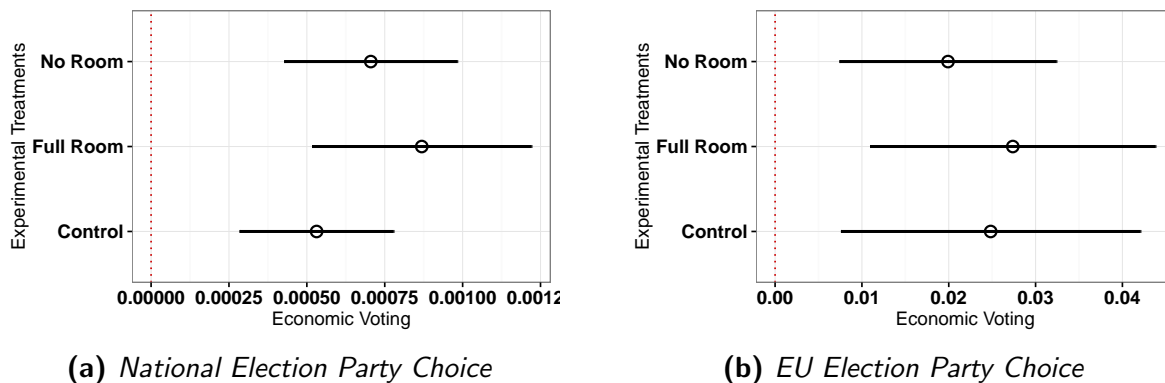 Experimental Treatments
No Room
Full Room
Control
0.00000 0.00025 0.00050 0.00075 0.00100 0.0012
Economic Voting
(a) National Election Party Choice
Experimental Treatments
No Room
Full Room
Control
0.00 0.01 0.02 0.03 0.04
Economic Voting
(b) EU Election Party Choice